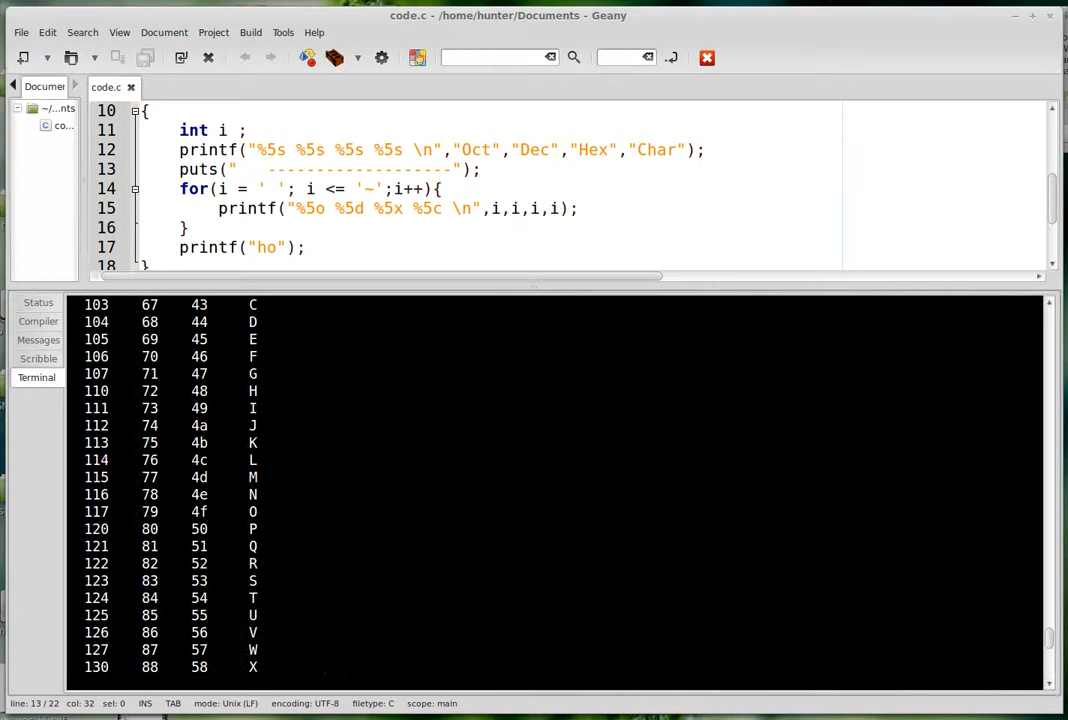 code.c - /home/hunter/Documents - Geany
File Edit Search View Document Project Build Tools Help
Documer code.c
~/...nts
co...
10 {
11 int i ;
12 printf("%5s %5s %5s %5s \n","Oct","Dec","Hex","Char");
13 puts("   -------------------");
14 for(i = ' '; i <= '~';i++){
15 printf("%5o %5d %5x %5c \n",i,i,i,i);
16 }
17 printf("ho");
18 }
Status
Compiler
Messages
Scribble
Terminal
103 67 43 C
104 68 44 D
105 69 45 E
106 70 46 F
107 71 47 G
110 72 48 H
111 73 49 I
112 74 4a J
113 75 4b K
114 76 4c L
115 77 4d M
116 78 4e N
117 79 4f O
120 80 50 P
121 81 51 Q
122 82 52 R
123 83 53 S
124 84 54 T
125 85 55 U
126 86 56 V
127 87 57 W
130 88 58 X
line: 13 / 22 col: 32 sel: 0 INS TAB mode: Unix (LF) encoding: UTF-8 filetype: C scope: main